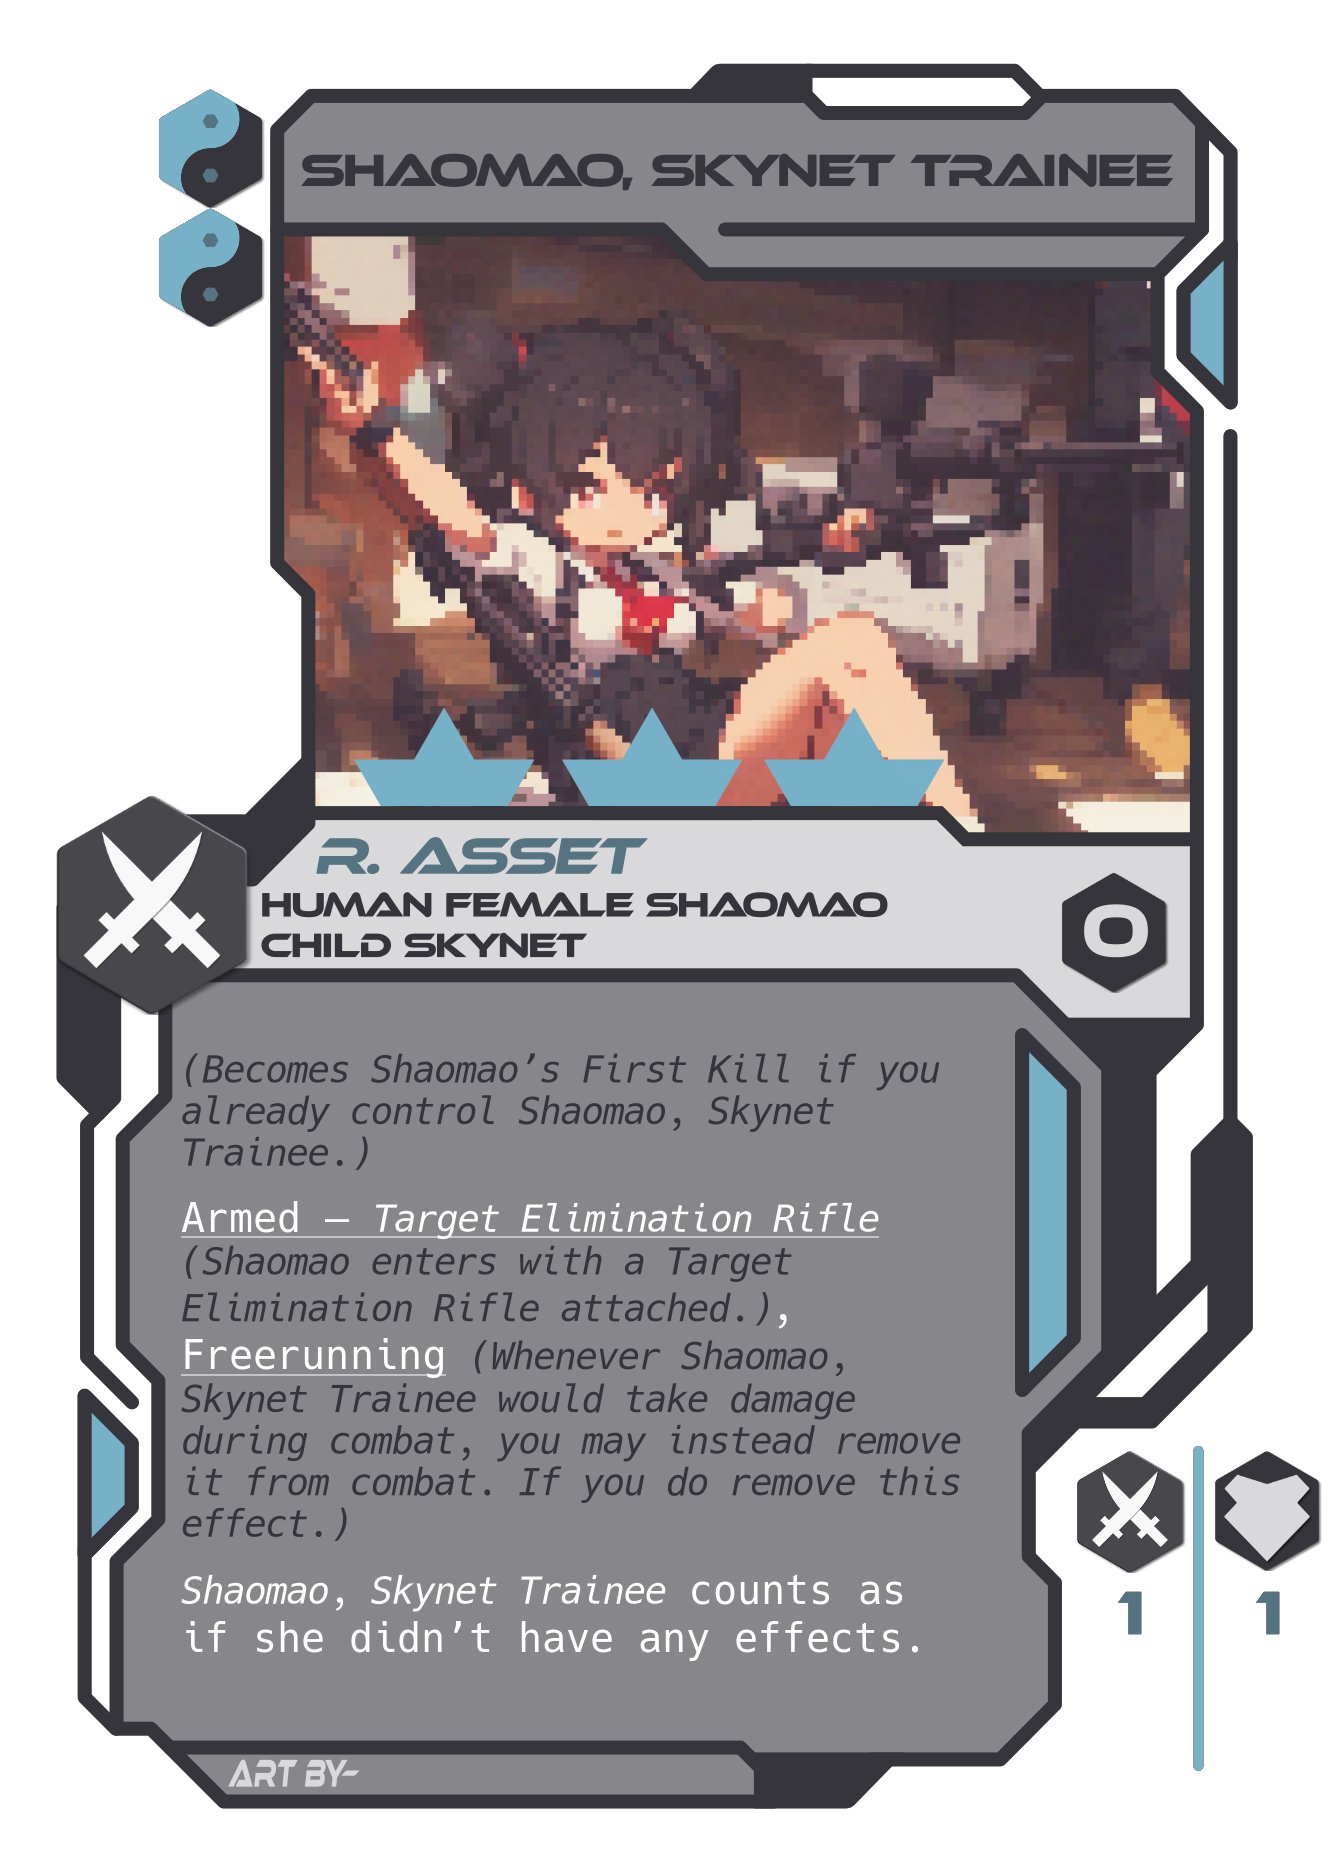 SHAOMAO, SKYNET TRAINEE
R. ASSET
HUMAN FEMALE SHAOMAO
CHILD SKYNET
0
(Becomes Shaomao’s First Kill if you
already control Shaomao, Skynet
Trainee.)
Armed – Target Elimination Rifle
(Shaomao enters with a Target
Elimination Rifle attached.),
Freerunning (Whenever Shaomao,
Skynet Trainee would take damage
during combat, you may instead remove
it from combat. If you do remove this
effect.)
Shaomao, Skynet Trainee counts as
if she didn’t have any effects.
1
1
ART BY-